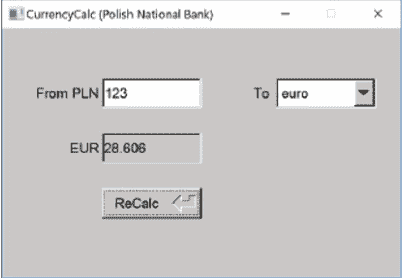 CurrencyCalc (Polish National Bank)
From PLN 123 To euro
EUR 28.606
ReCalc